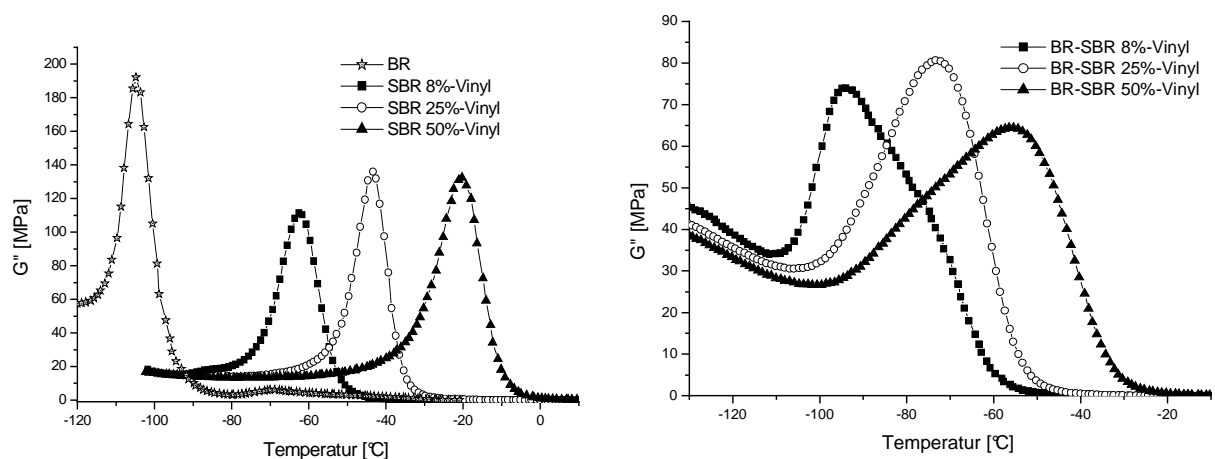 G" [MPa]
200
180
160
140
120
100
80
60
40
20
0
BR
SBR 8%-Vinyl
SBR 25%-Vinyl
SBR 50%-Vinyl
-120 -100 -80 -60 -40 -20 0
Temperatur [°C]
G" [MPa]
90
80
70
60
50
40
30
20
10
0
BR-SBR 8%-Vinyl
BR-SBR 25%-Vinyl
BR-SBR 50%-Vinyl
-120 -100 -80 -60 -40 -20
Temperatur [°C]